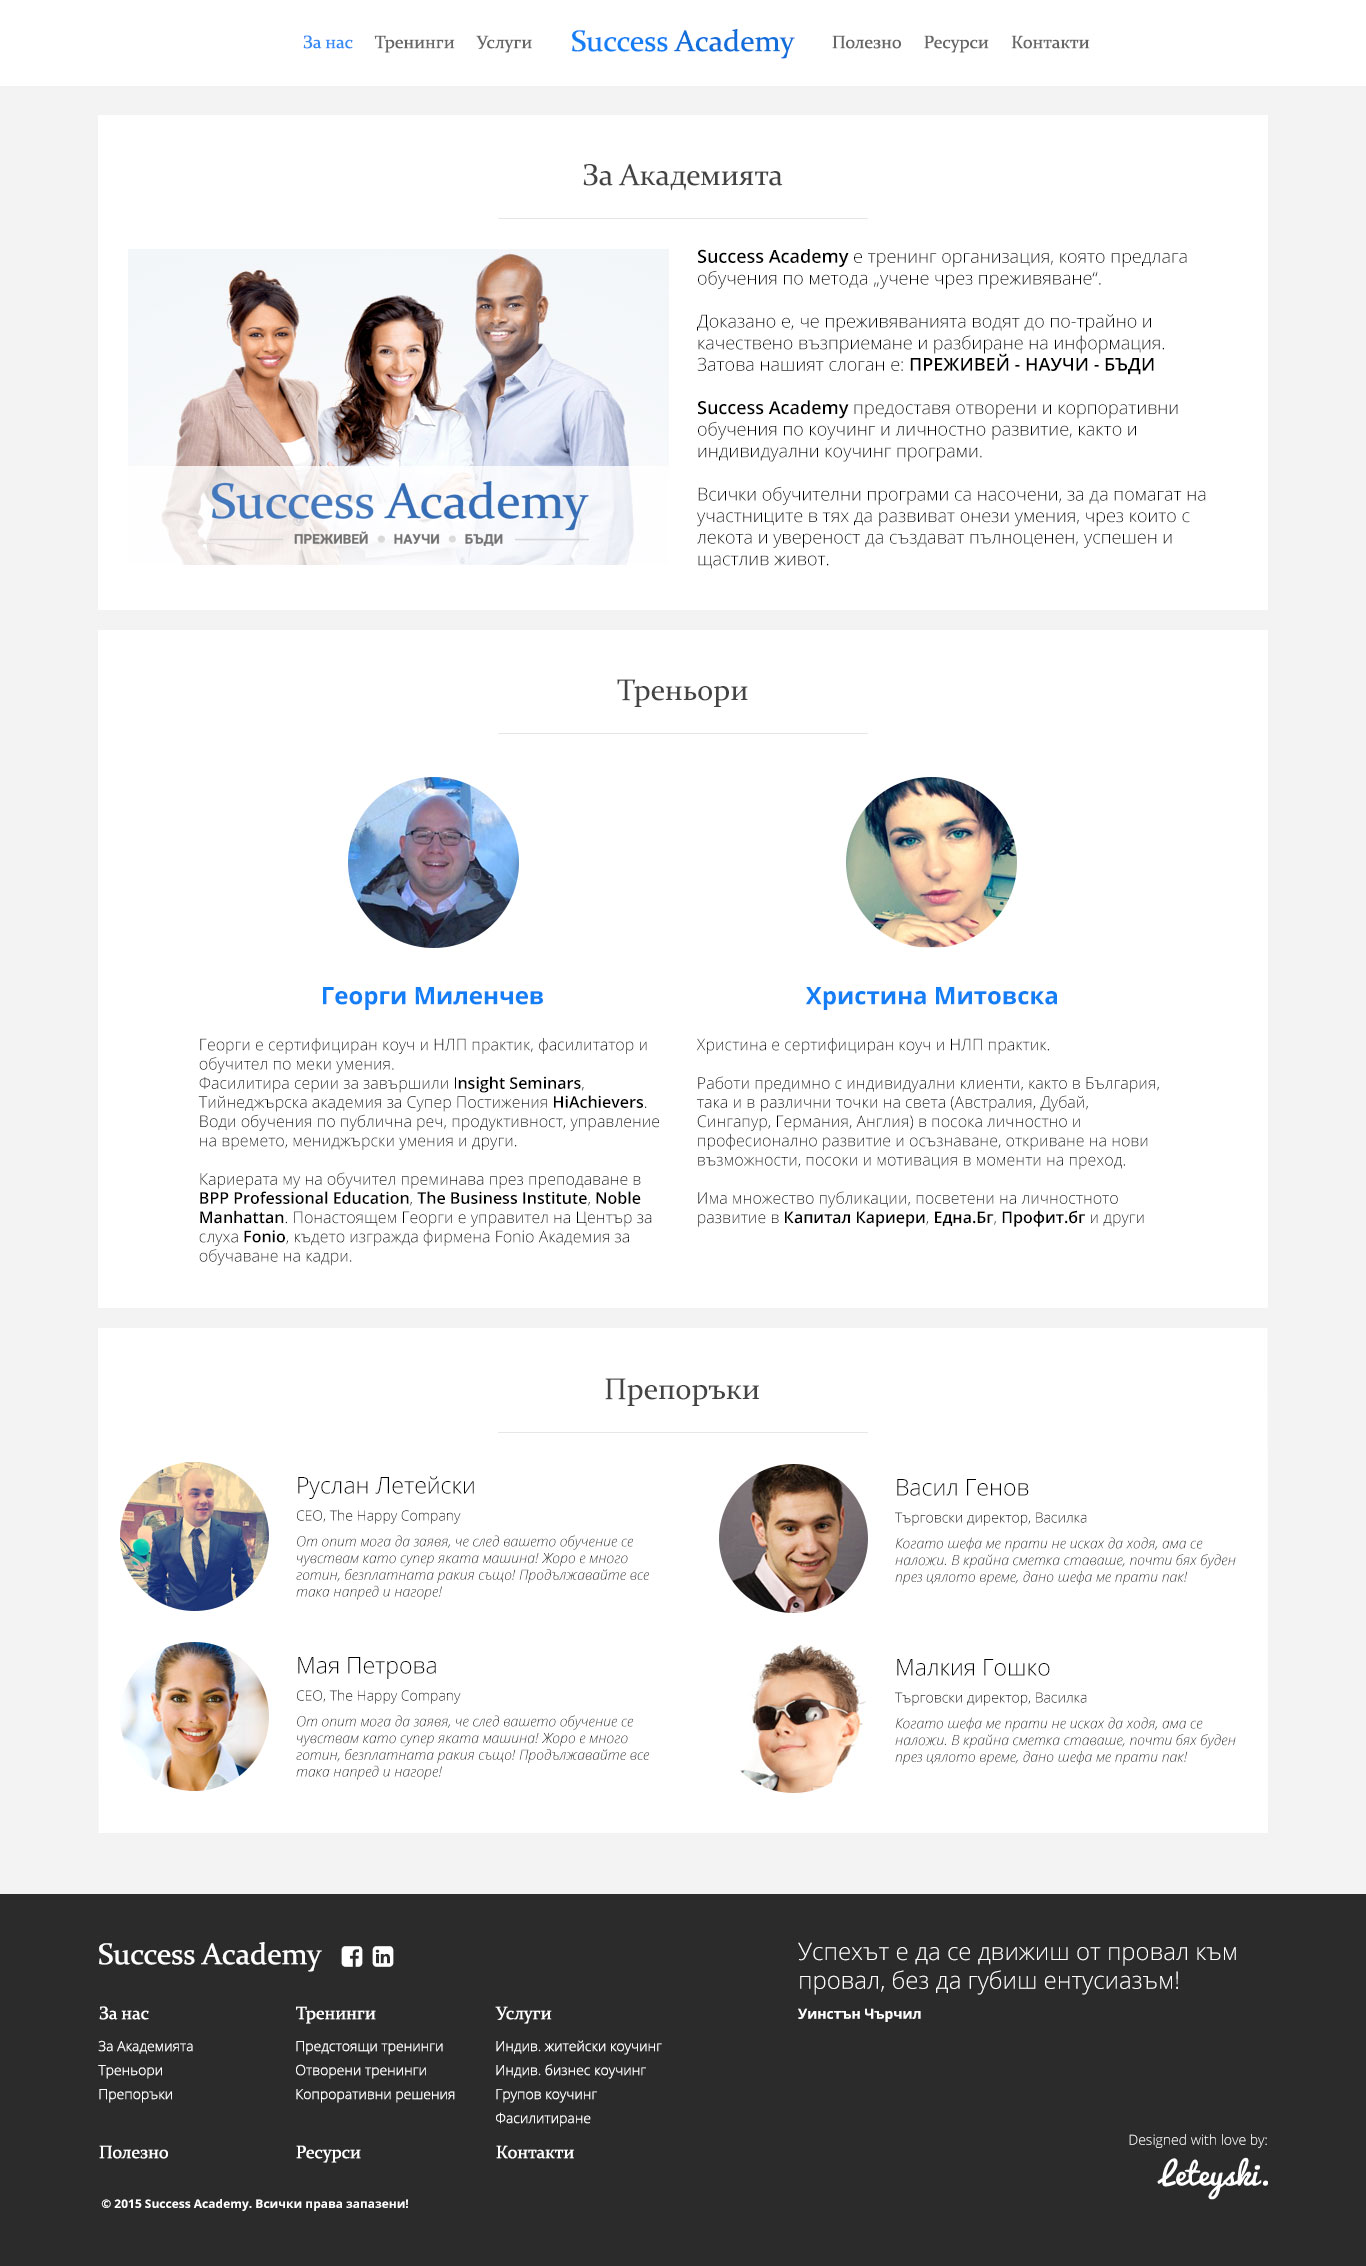 За нас Тренинги Услуги Success Academy Полезно Ресурси Контакти
За Академията
Success Academy
ПРЕЖИВЕЙ • НАУЧИ • БЪДИ
Success Academy е тренинг организация, която предлага
обучения по метода „учене чрез преживяване“.
Доказано е, че преживяванията водят до по-трайно и
качествено възприемане и разбиране на информация.
Затова нашият слоган е: ПРЕЖИВЕЙ - НАУЧИ - БЪДИ
Success Academy предоставя отворени и корпоративни
обучения по коучинг и личностно развитие, както и
индивидуални коучинг програми.
Всички обучителни програми са насочени, за да помагат на
участниците в тях да развиват онези умения, чрез които с
лекота и увереност да създават пълноценен, успешен и
щастлив живот.
Треньори
Георги Миленчев
Георги е сертифициран коуч и НЛП практик, фасилитатор и
обучител по меки умения.
Фасилитира серии за завършили Insight Seminars,
Тийнеджърска академия за Супер Постижения HiAchievers.
Води обучения по публична реч, продуктивност, управление
на времето, мениджърски умения и други.
Кариерата му на обучител преминава през преподаване в
BPP Professional Education, The Business Institute, Noble
Manhattan. Понастоящем Георги е управител на Център за
слуха Fonio, където изгражда фирмена Fonio Академия за
обучаване на кадри.
Христина Митовска
Христина е сертифициран коуч и НЛП практик.
Работи предимно с индивидуални клиенти, както в България,
така и в различни точки на света (Австралия, Дубай,
Сингапур, Германия, Англия) в посока личностно и
професионално развитие и осъзнаване, откриване на нови
възможности, посоки и мотивация в моменти на преход.
Има множество публикации, посветени на личностното
развитие в Капитал Кариери, Една.Бг, Профит.бг и други
Препоръки
Руслан Летейски
CEO, The Happy Company
От опит мога да заявя, че след вашето обучение се
чувствам като супер яката машина! Жоро е много
готин, безплатната ракия също! Продължавайте все
така напред и нагоре!
Васил Генов
Търговски директор, Василка
Когато шефа ме прати не исках да ходя, ама се
наложи. В крайна сметка ставаше, почти бях буден
през цялото време, дано шефа ме прати пак!
Мая Петрова
CEO, The Happy Company
От опит мога да заявя, че след вашето обучение се
чувствам като супер яката машина! Жоро е много
готин, безплатната ракия също! Продължавайте все
така напред и нагоре!
Малкия Гошко
Търговски директор, Василка
Когато шефа ме прати не исках да ходя, ама се
наложи. В крайна сметка ставаше, почти бях буден
през цялото време, дано шефа ме прати пак!
Success Academy
За нас
За Академията
Треньори
Препоръки
Тренинги
Предстоящи тренинги
Отворени тренинги
Копроративни решения
Услуги
Индив. житейски коучинг
Индив. бизнес коучинг
Групов коучинг
Фасилитиране
Полезно Ресурси Контакти
© 2015 Success Academy. Всички права запазени!
Успехът е да се движиш от провал към
провал, без да губиш ентусиазъм!
Уинстън Чърчил
Designed with love by:
Leteyski.